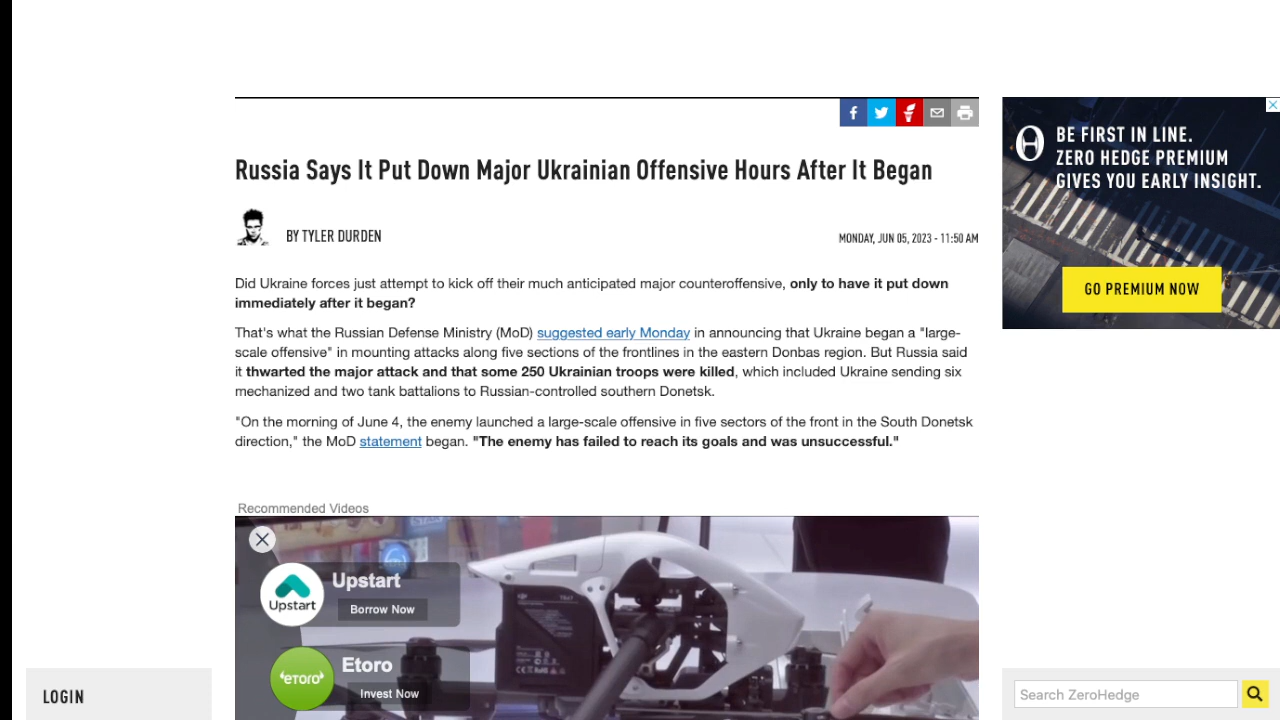 Russia Says It Put Down Major Ukrainian Offensive Hours After It Began
BY TYLER DURDEN
MONDAY, JUN 05, 2023 - 11:50 AM
Did Ukraine forces just attempt to kick off their much anticipated major counteroffensive, only to have it put down
immediately after it began?
That's what the Russian Defense Ministry (MoD) suggested early Monday in announcing that Ukraine began a "large-
scale offensive" in mounting attacks along five sections of the frontlines in the eastern Donbas region. But Russia said
it thwarted the major attack and that some 250 Ukrainian troops were killed, which included Ukraine sending six
mechanized and two tank battalions to Russian-controlled southern Donetsk.
"On the morning of June 4, the enemy launched a large-scale offensive in five sectors of the front in the South Donetsk
direction," the MoD statement began. "The enemy has failed to reach its goals and was unsuccessful."
Recommended Videos
Upstart
Upstart
Borrow Now
eTORO
Etoro
Invest Now
BE FIRST IN LINE.
ZERO HEDGE PREMIUM
GIVES YOU EARLY INSIGHT.
GO PREMIUM NOW
LOGIN
Search ZeroHedge